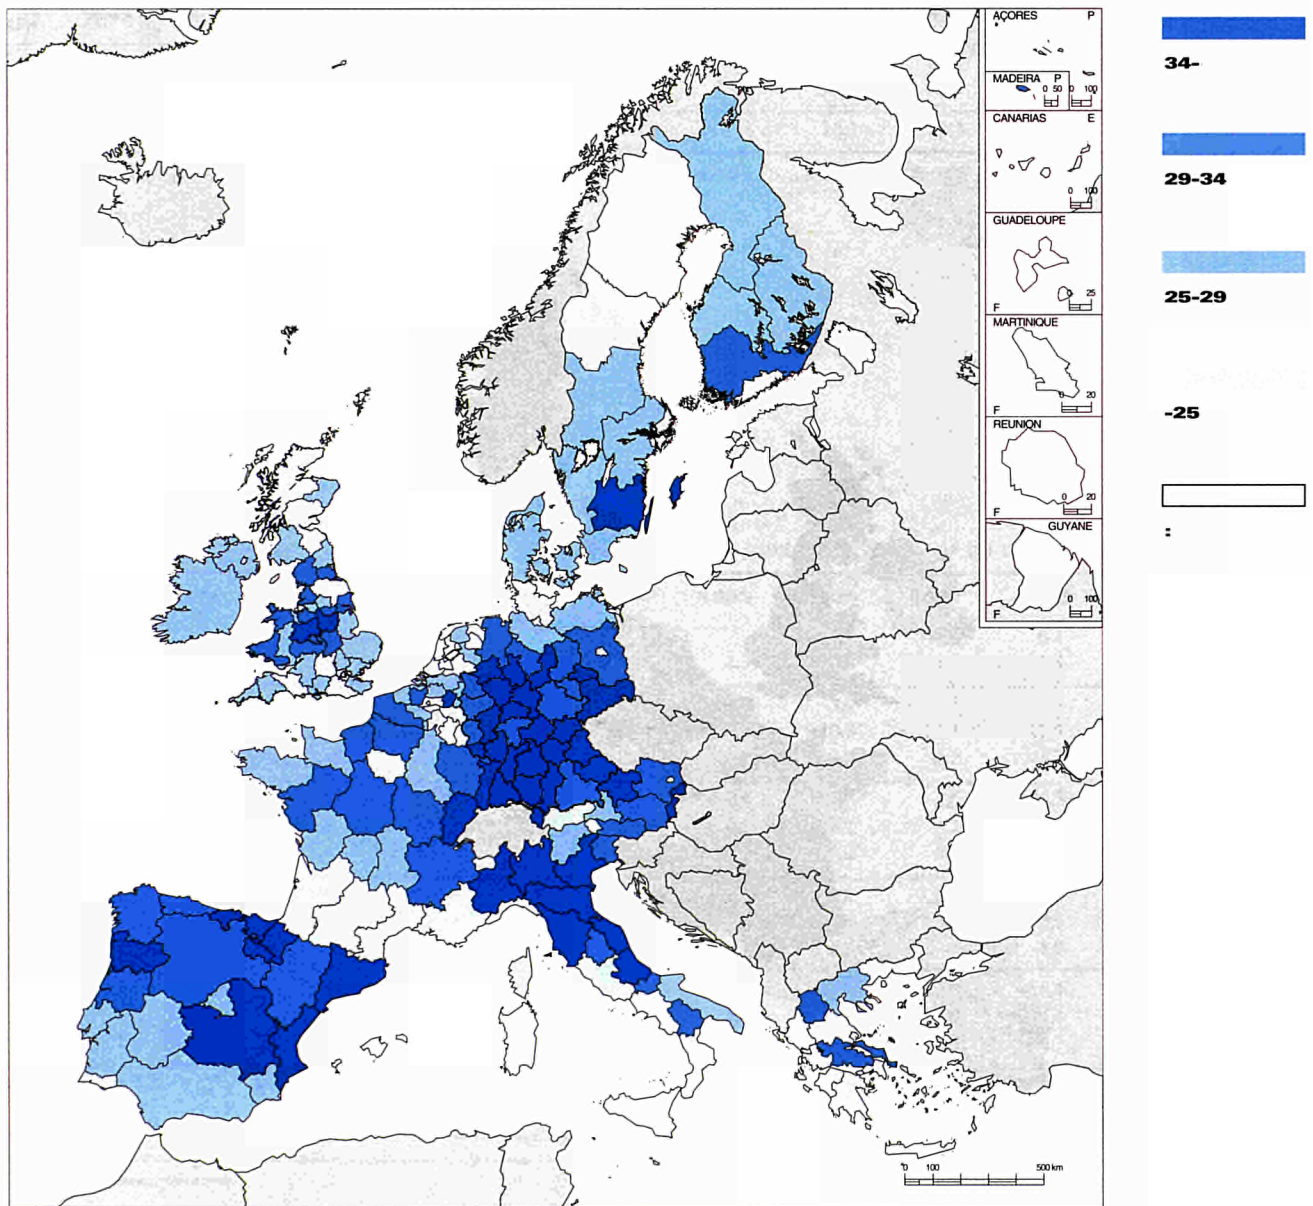 AÇORES P
MADEIRA P
0 50 0 100
CANARIAS E
0 100
GUADELOUPE
0 25
F
MARTINIQUE
0 20
F
REUNION
0 20
F
GUYANE
0 100
F
34-
29-34
25-29
-25
:
0 100 500 km